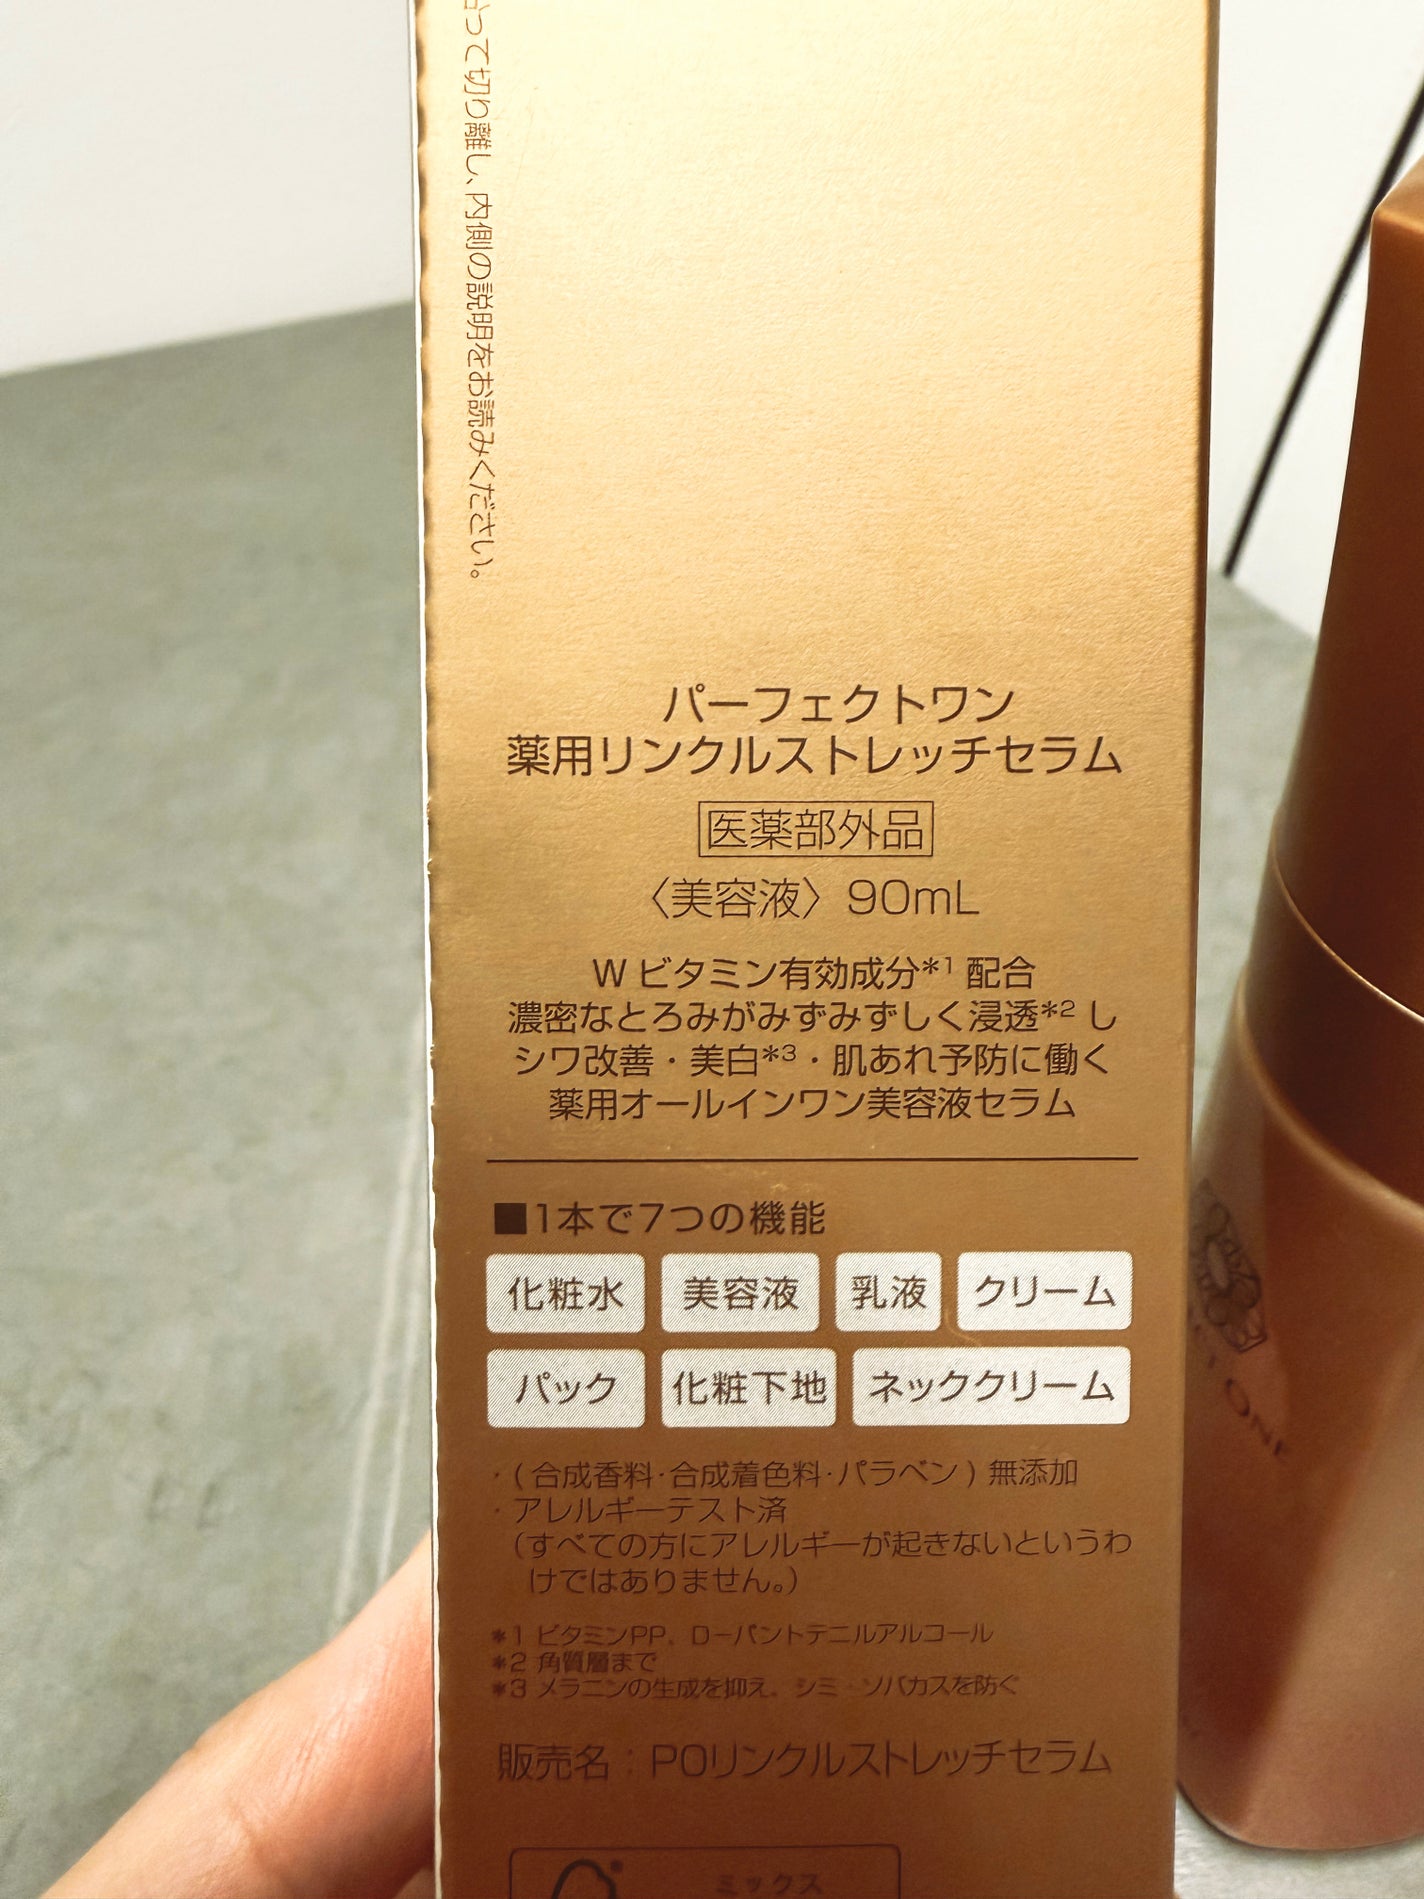 って切り離し、内側の説明をお読みください。
パーフェクトワン
薬用リンクルストレッチセラム
医薬部外品
〈美容液〉90mL
W ビタミン有効成分*1 配合
濃密なとろみがみずみずしく浸透*2 し
シワ改善・美白*3・肌あれ予防に働く
薬用オールインワン美容液セラム
■1本で7つの機能
化粧水 美容液 乳液 クリーム
パック 化粧下地 ネッククリーム
・(合成香料・合成着色料・パラベン)無添加
・アレルギーテスト済
(すべての方にアレルギーが起きないというわ
けではありません。)
*1 ビタミンPP、D-パントテニルアルコール
*2 角質層まで
*3 メラニンの生成を抑え、シミ・ソバカスを防ぐ
販売名：POリンクルストレッチセラム
ミックス
ONE